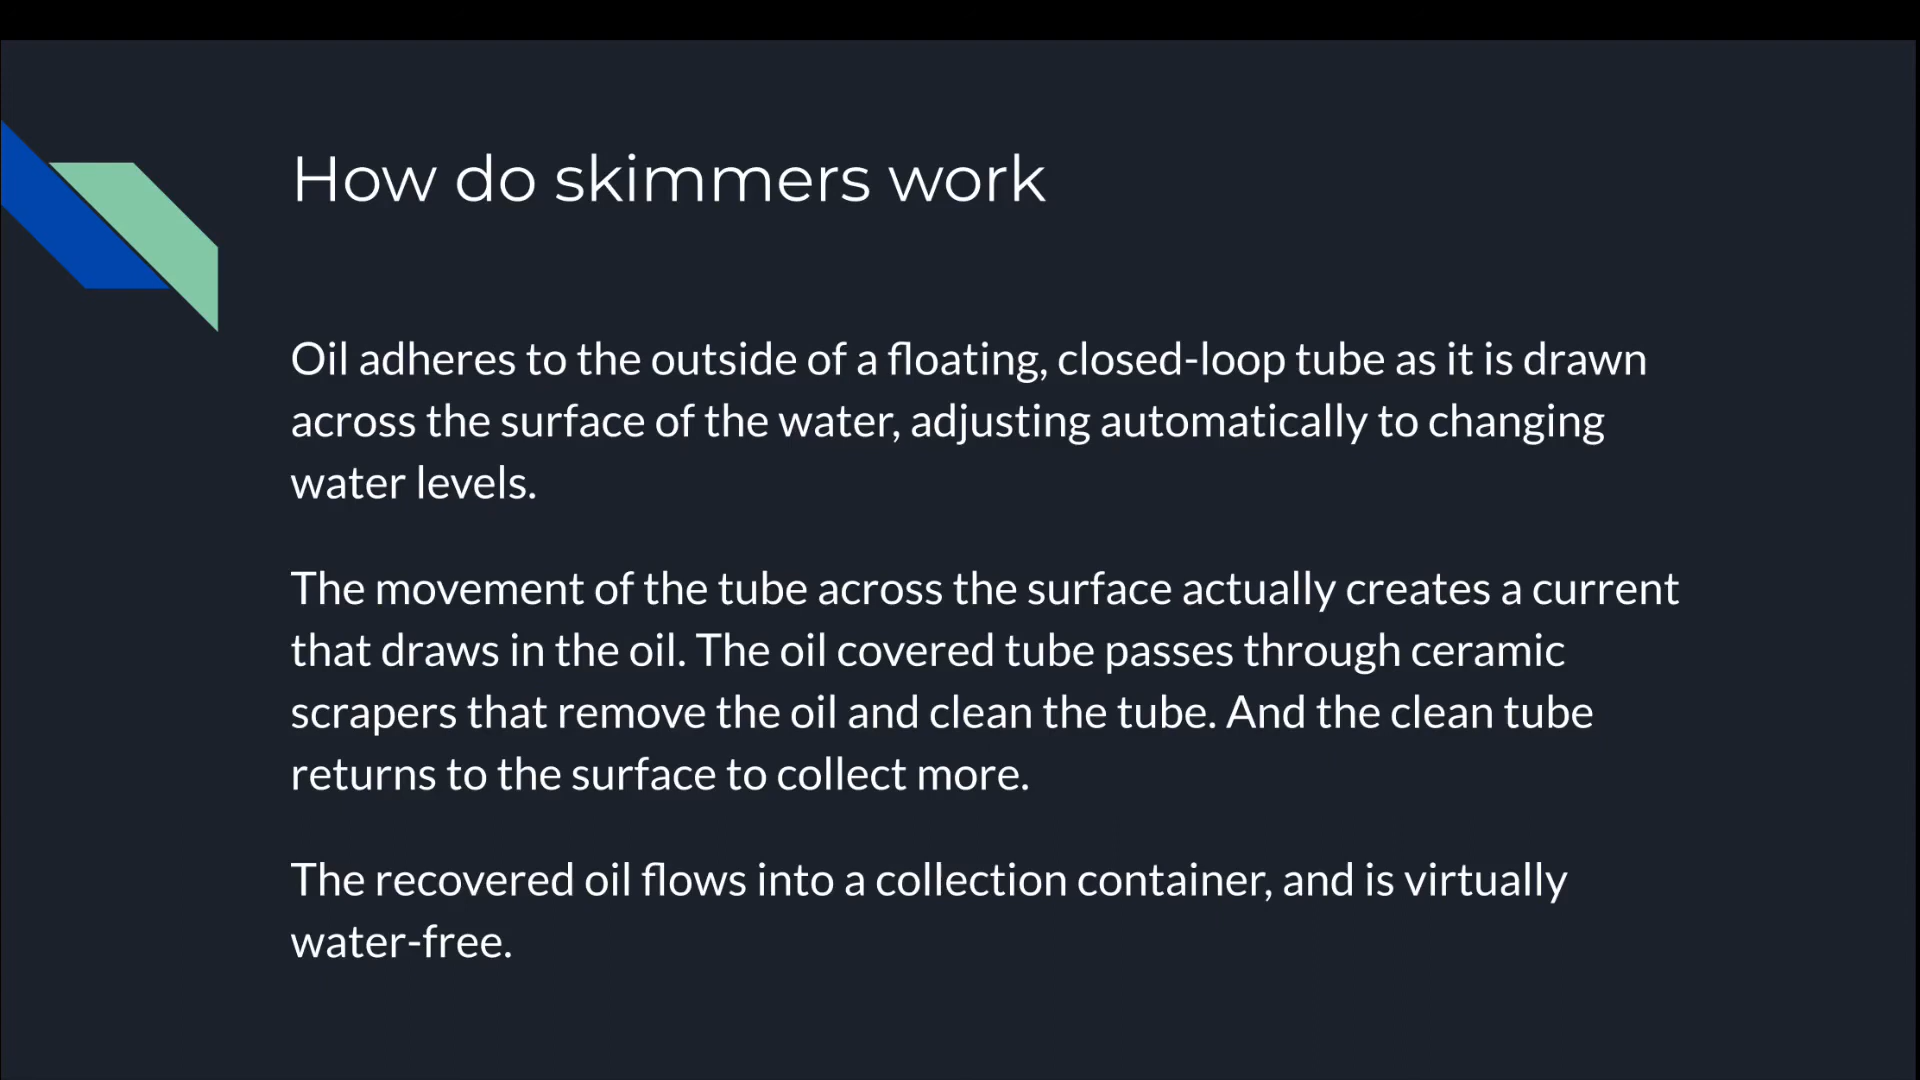 How do skimmers work
Oil adheres to the outside of a floating, closed-loop tube as it is drawn
across the surface of the water, adjusting automatically to changing
water levels.
The movement of the tube across the surface actually creates a current
that draws in the oil. The oil covered tube passes through ceramic
scrapers that remove the oil and clean the tube. And the clean tube
returns to the surface to collect more.
The recovered oil flows into a collection container, and is virtually
water-free.